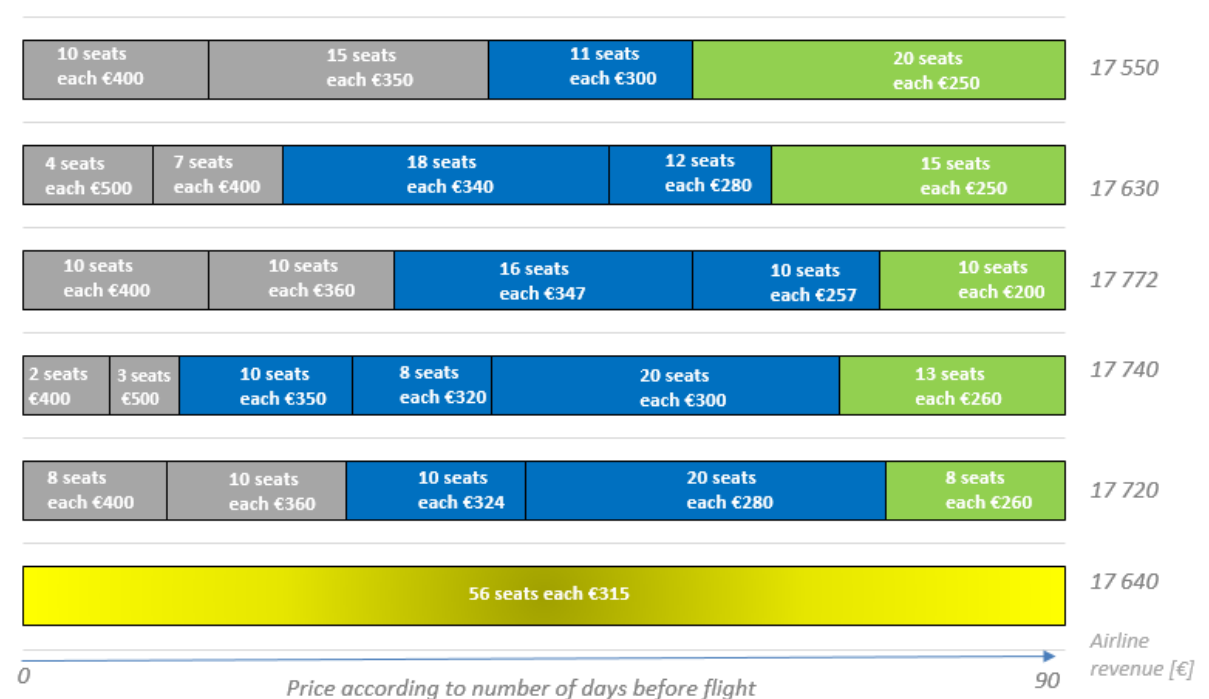 10 seats
each €400
15 seats
each €350
11 seats
each €300
20 seats
each €250
17 550
4 seats
each €500
7 seats
each €400
18 seats
each €340
12 seats
each €280
15 seats
each €250
17 630
10 seats
each €400
10 seats
each €360
16 seats
each €347
10 seats
each €257
10 seats
each €200
17 772
2 seats
€400
3 seats
€500
10 seats
each €350
8 seats
each €320
20 seats
each €300
13 seats
each €260
17 740
8 seats
each €400
10 seats
each €360
10 seats
each €324
20 seats
each €280
8 seats
each €260
17 720
56 seats each €315
17 640
Airline
revenue [€]
0
Price according to number of days before flight
90